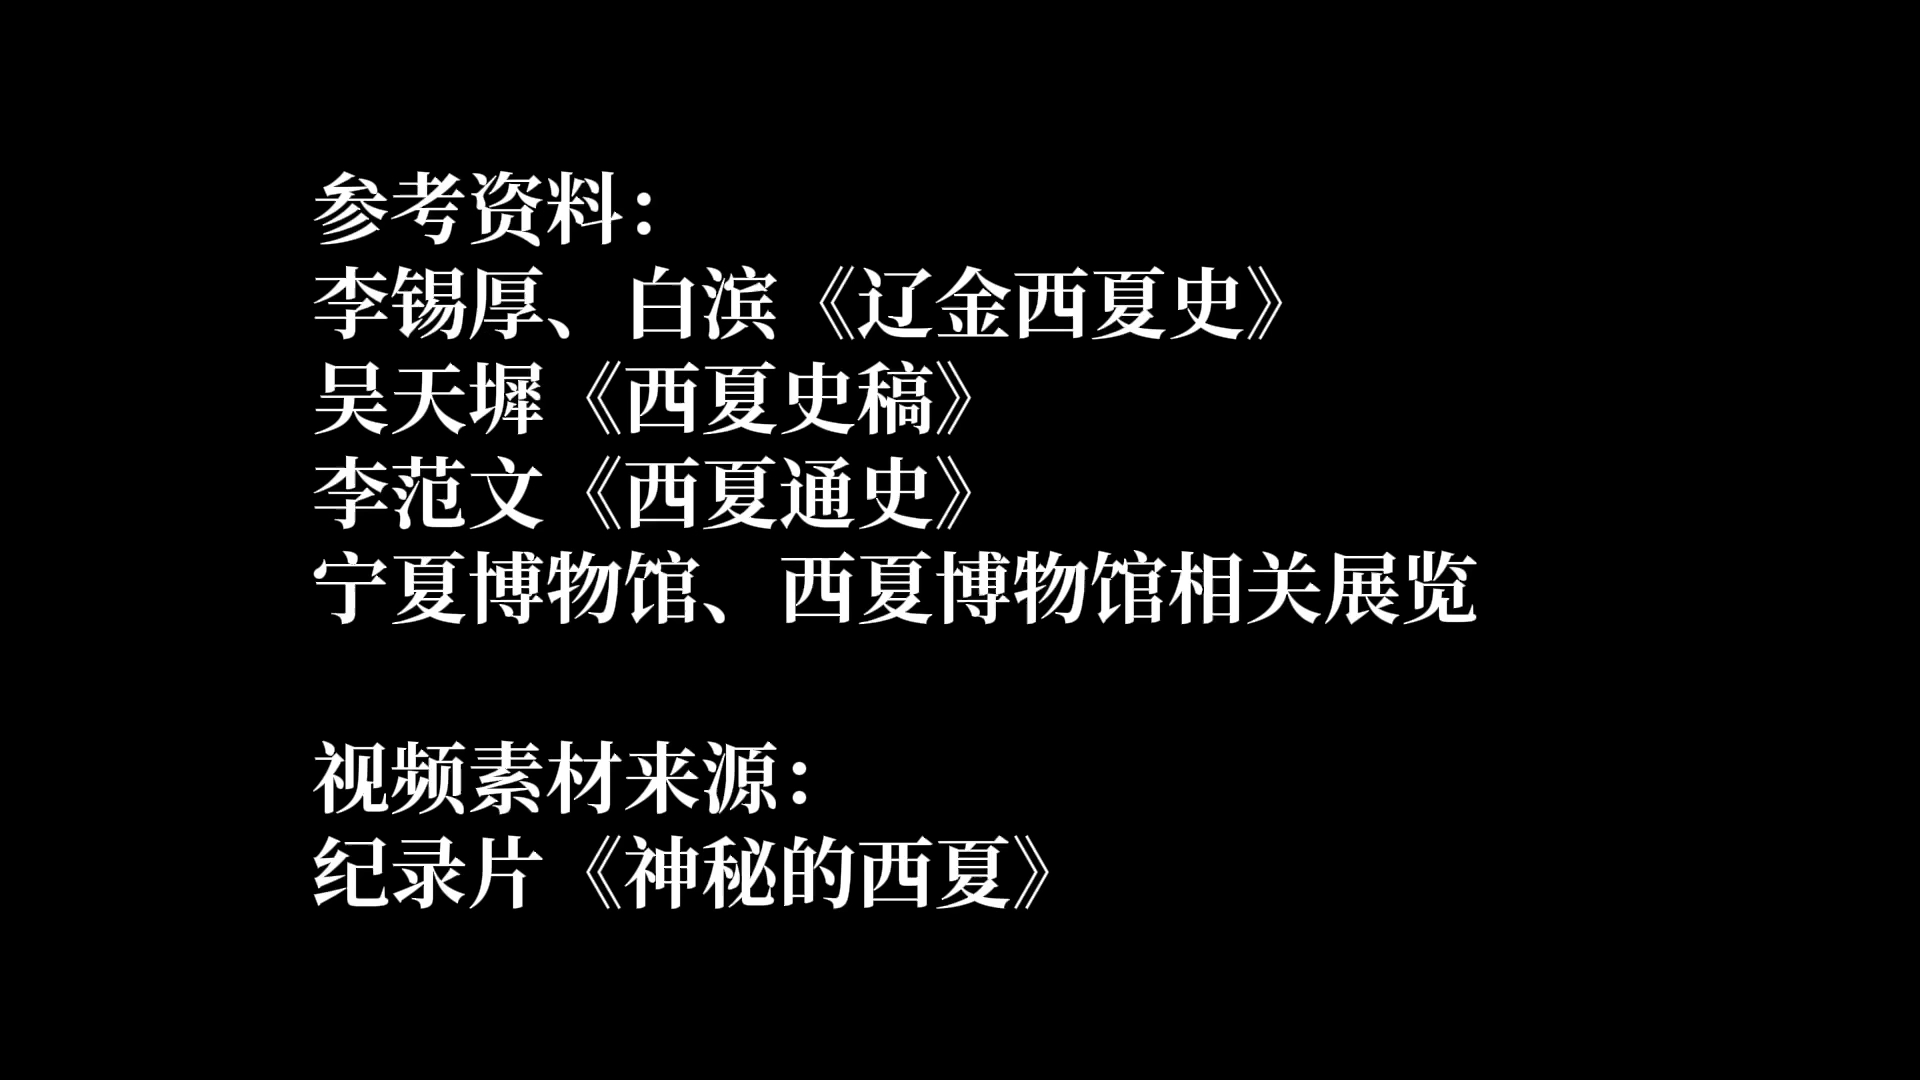 参考资料：
李锡厚、白滨《辽金西夏史》
吴天墀《西夏史稿》
李范文《西夏通史》
宁夏博物馆、西夏博物馆相关展览
视频素材来源：
纪录片《神秘的西夏》